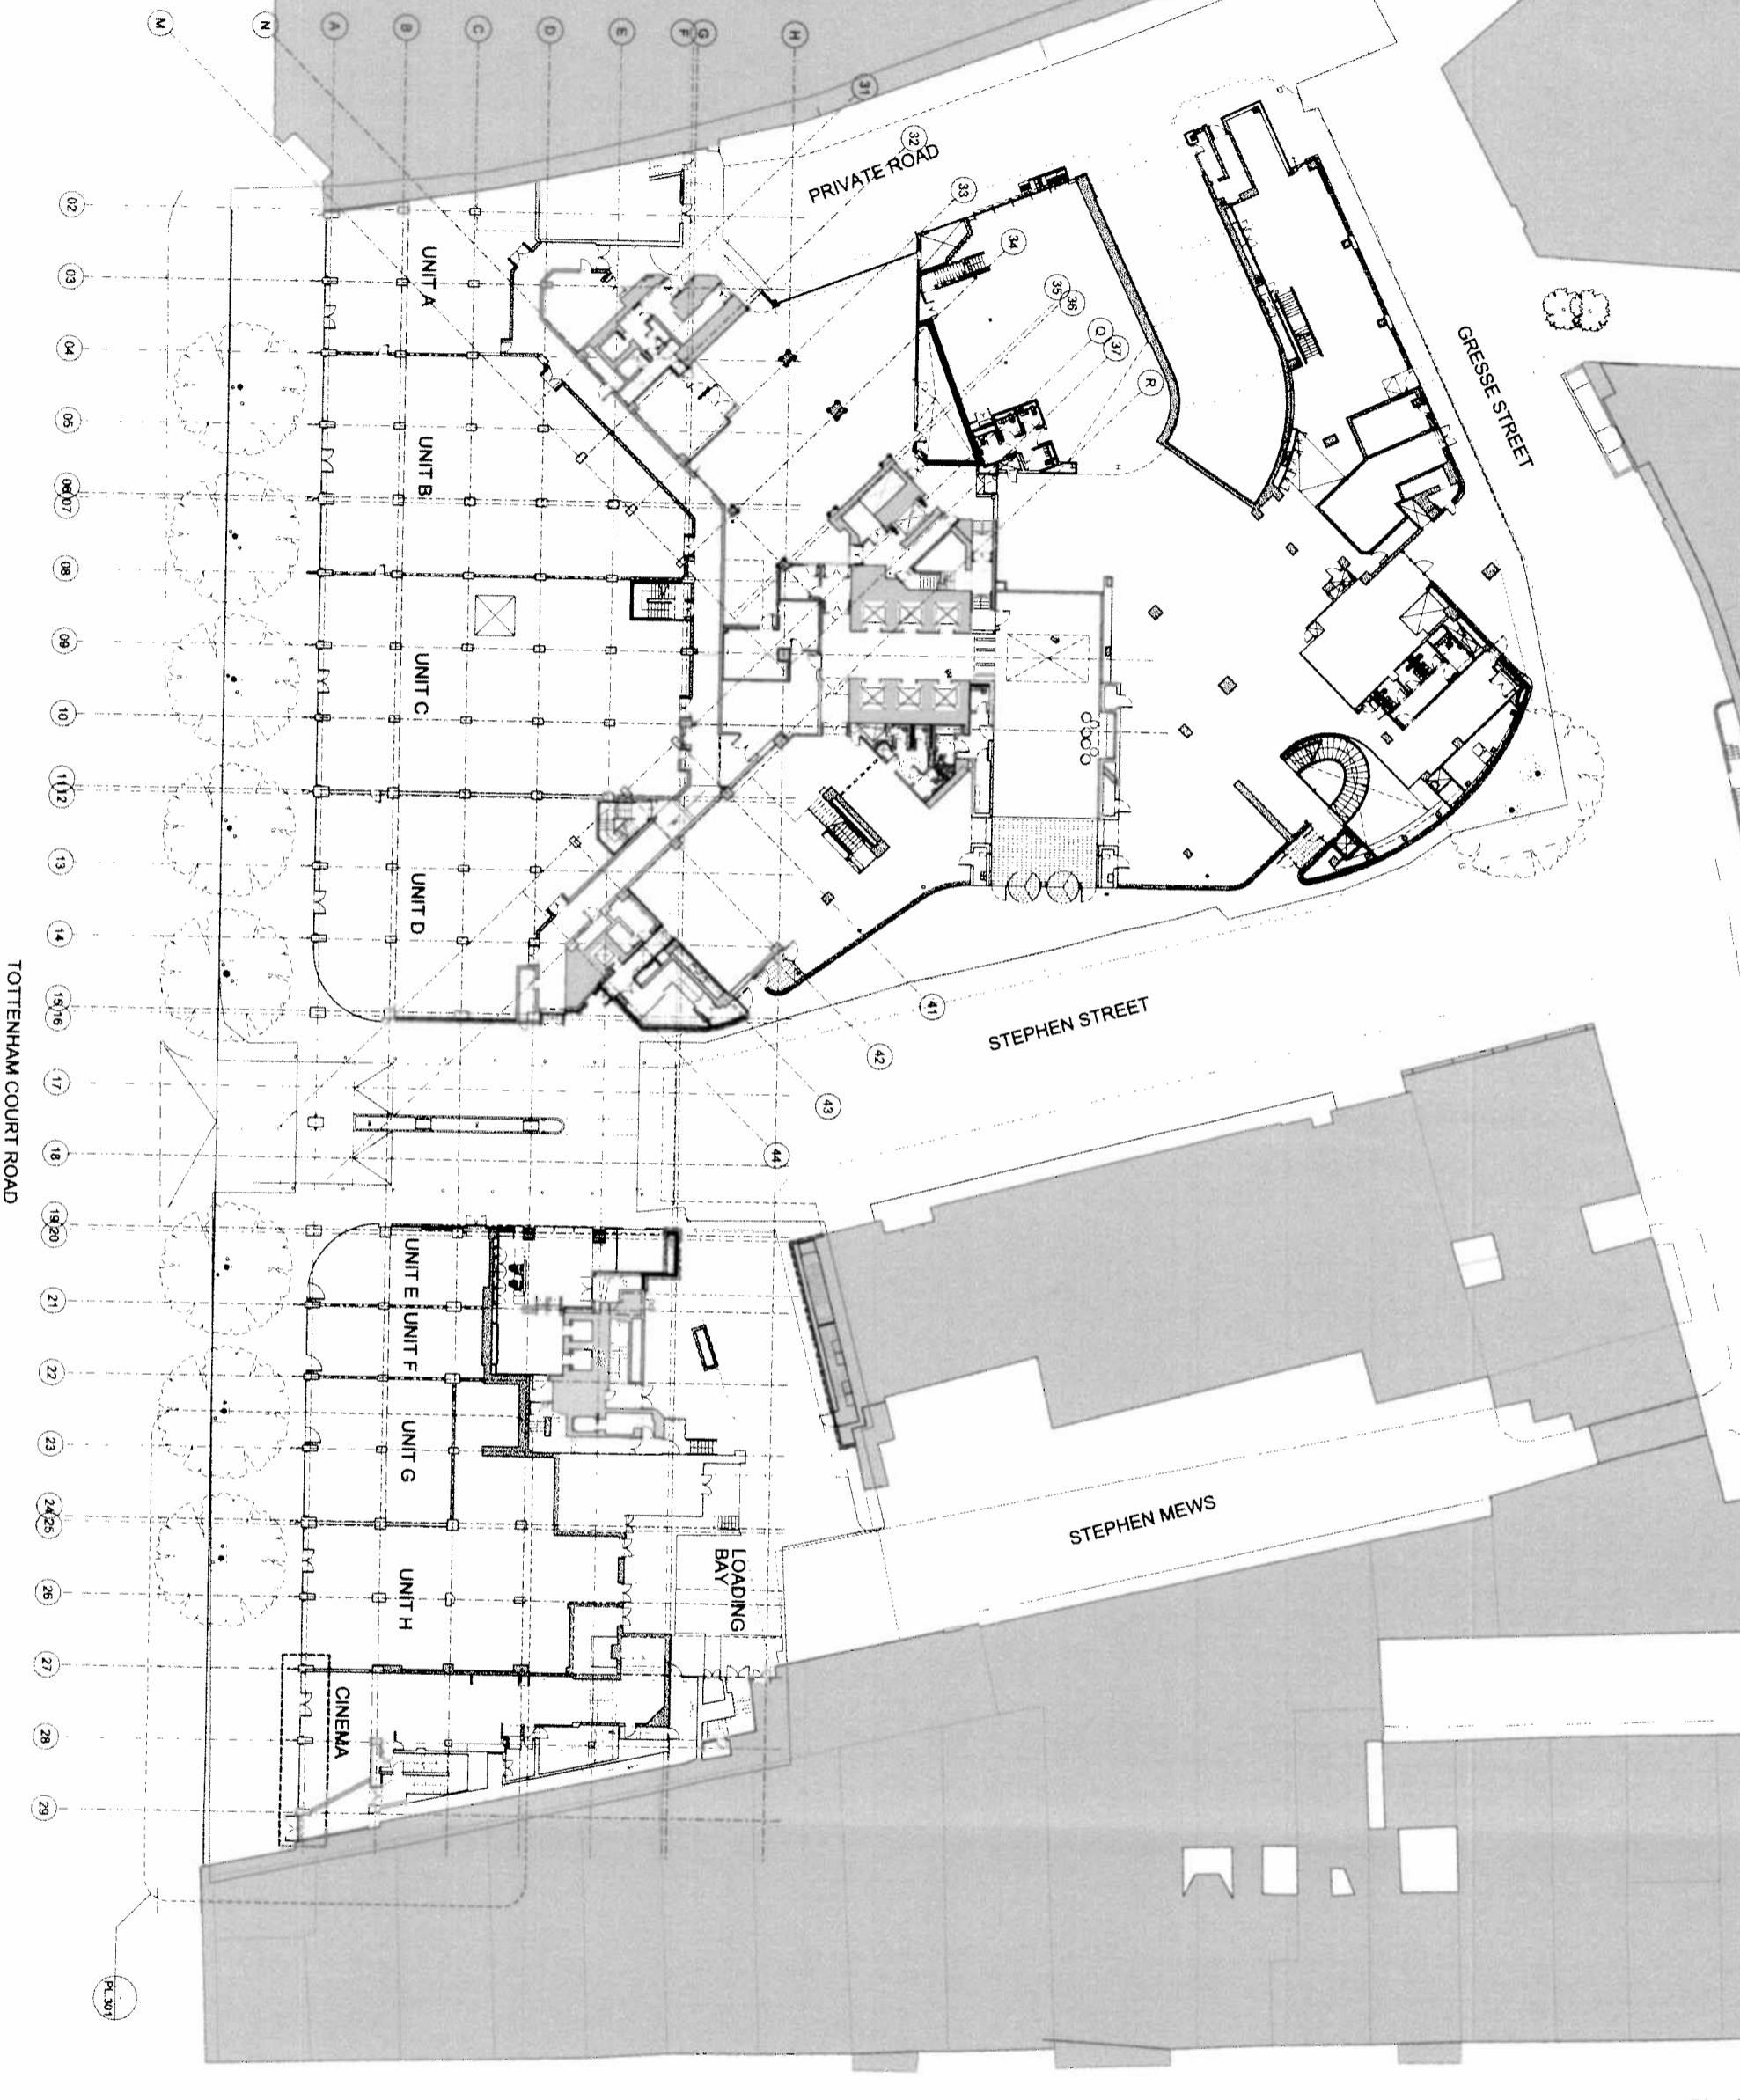 M
N
A
B
C
D
E
F
G
H
31
32
33
34
35
36
Q
37
R
PRIVATE ROAD
GRESSE STREET
02
03
04
05
06
07
08
09
10
11
12
13
14
15
16
17
18
19
20
21
22
23
24
25
26
27
28
29
UNIT A
UNIT B
UNIT C
UNIT D
41
42
43
44
STEPHEN STREET
TOTTENHAM COURT ROAD
UNIT E
UNIT F
UNIT G
UNIT H
LOADING
BAY
STEPHEN MEWS
CINEMA
PL.301